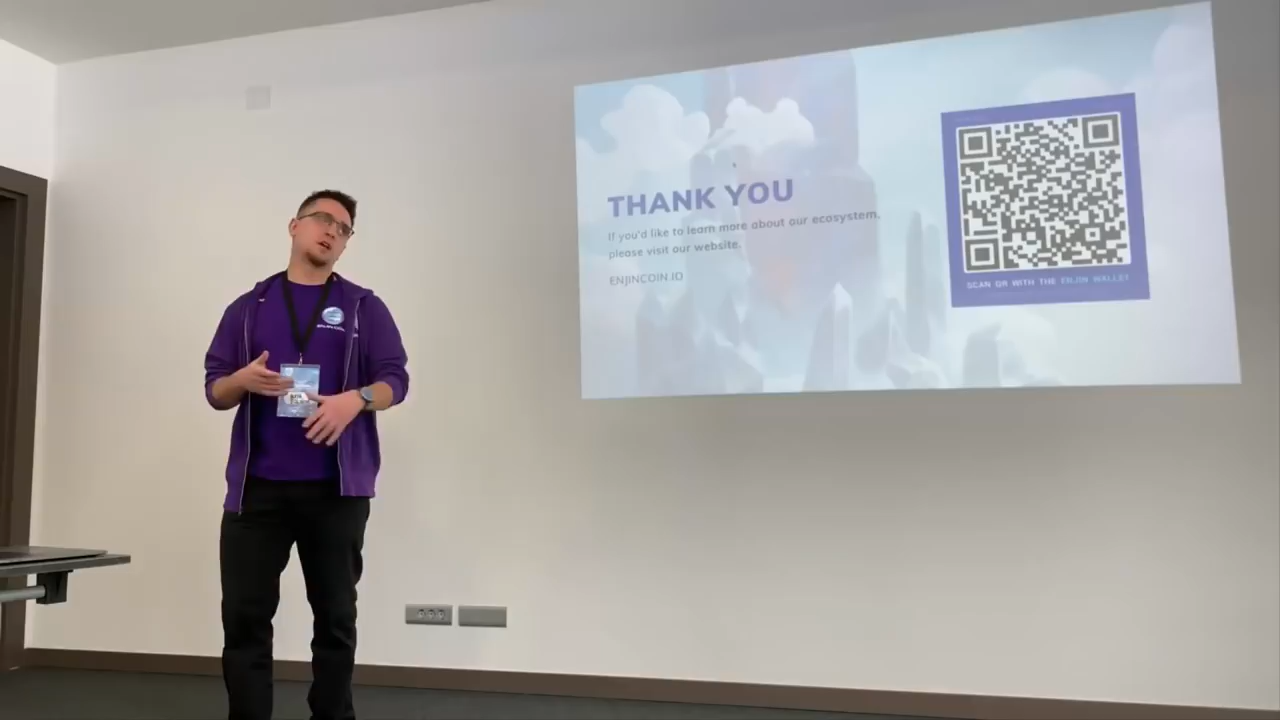 THANK YOU
If you'd like to learn more about our ecosystem,
please visit our website.
ENJINCOIN.IO
SCAN QR WITH THE ENJIN WALLET